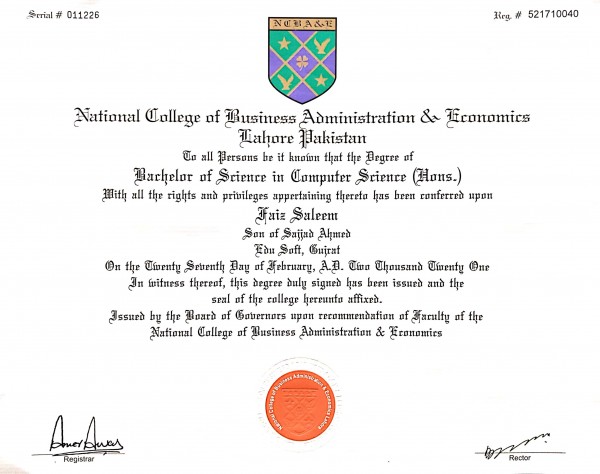 Serial # 011226
Reg. # 521710040
NCBA&E
National College of Business Administration & Economics
Lahore Pakistan
To all Persons be it known that the Degree of
Bachelor of Science in Computer Science (Hons.)
With all the rights and privileges appertaining thereto has been conferred upon
Faiz Saleem
Son of Sajjad Ahmed
Edu Soft, Gujrat
On the Twenty Seventh Day of February, A.D. Two Thousand Twenty One
In witness thereof, this degree duly signed has been issued and the
seal of the college hereunto affixed.
Issued by the Board of Governors upon recommendation of Faculty of the
National College of Business Administration & Economics
National College of Business Administration & Economics Lahore
Registrar
Rector